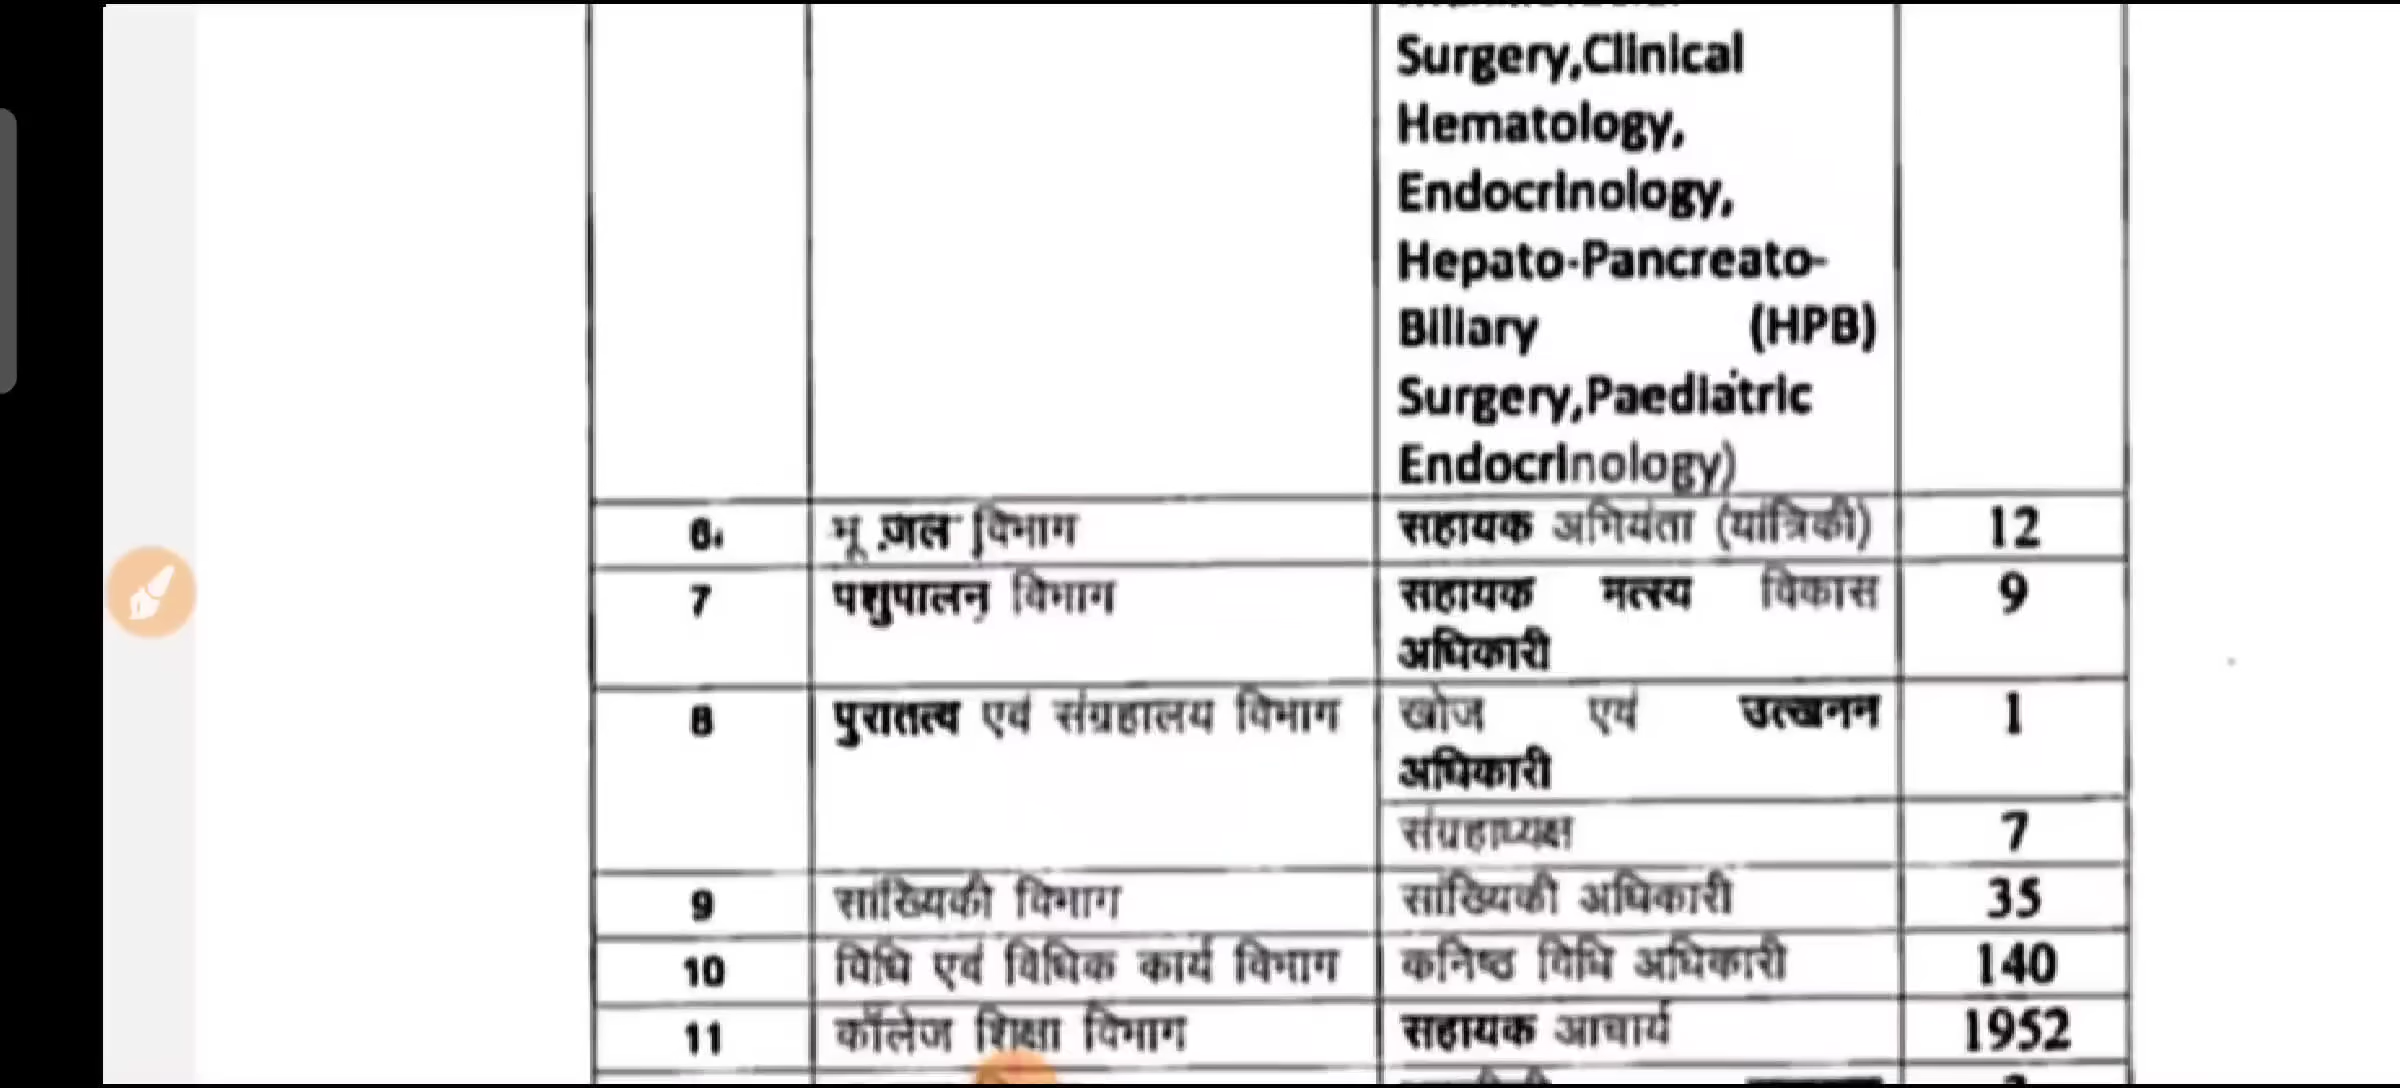 Surgery,Clinical
Hematology,
Endocrinology,
Hepato-Pancreato-
Biliary (HPB)
Surgery,Paediatric
Endocrinology)
6. भू जल विभाग सहायक अभियंता (यांत्रिकी) 12
7 पशुपालन विभाग सहायक मत्स्य विकास 9
अधिकारी
8 पुरातत्व एवं संग्रहालय विभाग खोज एवं उत्खनन 1
अधिकारी
संग्रहाध्यक्ष 7
9 सांख्यिकी विभाग सांख्यिकी अधिकारी 35
10 विधि एवं विधिक कार्य विभाग कनिष्ठ विधि अधिकारी 140
11 कॉलेज शिक्षा विभाग सहायक आचार्य 1952